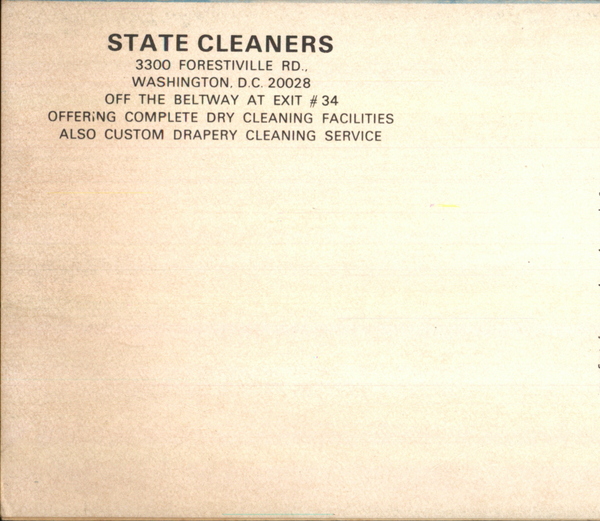 STATE CLEANERS
3300 FORESTIVILLE RD.,
WASHINGTON, D.C. 20028
OFF THE BELTWAY AT EXIT #34
OFFERING COMPLETE DRY CLEANING FACILITIES
ALSO CUSTOM DRAPERY CLEANING SERVICE